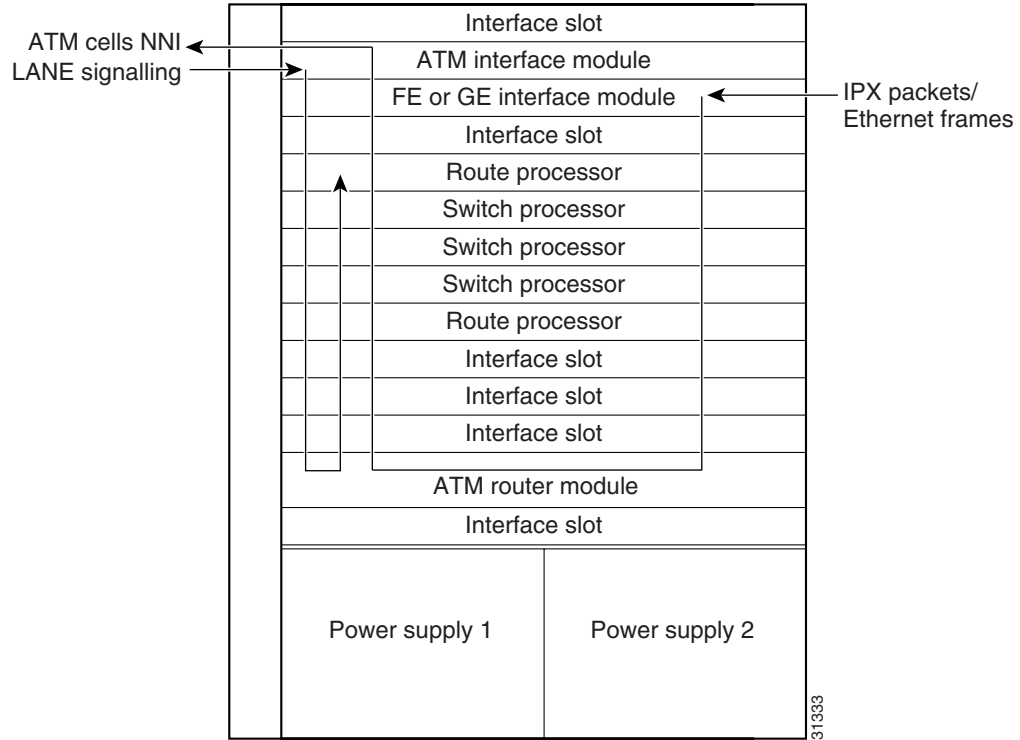 Interface slot
ATM cells NNI
LANE signalling
ATM interface module
FE or GE interface module
IPX packets/
Ethernet frames
Interface slot
Route processor
Switch processor
Switch processor
Switch processor
Route processor
Interface slot
Interface slot
Interface slot
ATM router module
Interface slot
Power supply 1
Power supply 2
31333